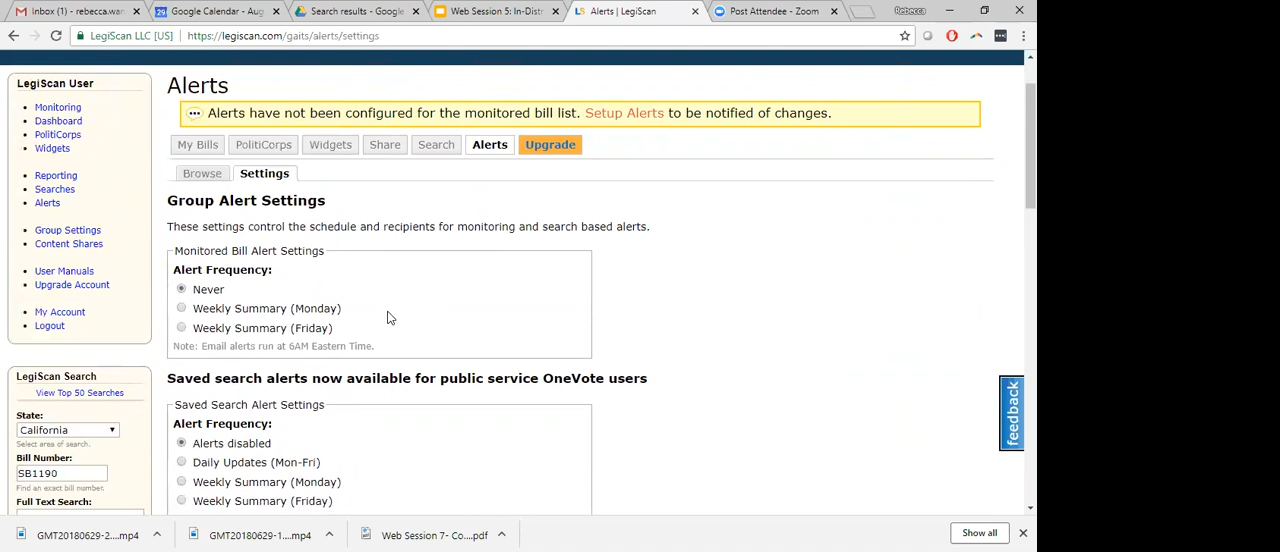 Inbox (1) - rebecca.wan
Google Calendar - Aug
Search results - Google
Web Session 5: In-Distr
Alerts | LegiScan
Post Attendee - Zoom
Rebecca
LegiScan LLC [US]
https://legiscan.com/gaits/alerts/settings
LegiScan User
Monitoring
Dashboard
PolitiCorps
Widgets
Reporting
Searches
Alerts
Group Settings
Content Shares
User Manuals
Upgrade Account
My Account
Logout
LegiScan Search
View Top 50 Searches
State:
California
Select area of search.
Bill Number:
SB1190
Find an exact bill number.
Full Text Search:
Alerts
Alerts have not been configured for the monitored bill list. Setup Alerts to be notified of changes.
My Bills
PolitiCorps
Widgets
Share
Search
Alerts
Upgrade
Browse
Settings
Group Alert Settings
These settings control the schedule and recipients for monitoring and search based alerts.
Monitored Bill Alert Settings
Alert Frequency:
Never
Weekly Summary (Monday)
Weekly Summary (Friday)
Note: Email alerts run at 6AM Eastern Time.
Saved search alerts now available for public service OneVote users
Saved Search Alert Settings
Alert Frequency:
Alerts disabled
Daily Updates (Mon-Fri)
Weekly Summary (Monday)
Weekly Summary (Friday)
feedback
GMT20180629-2....mp4
GMT20180629-1....mp4
Web Session 7- Co....pdf
Show all